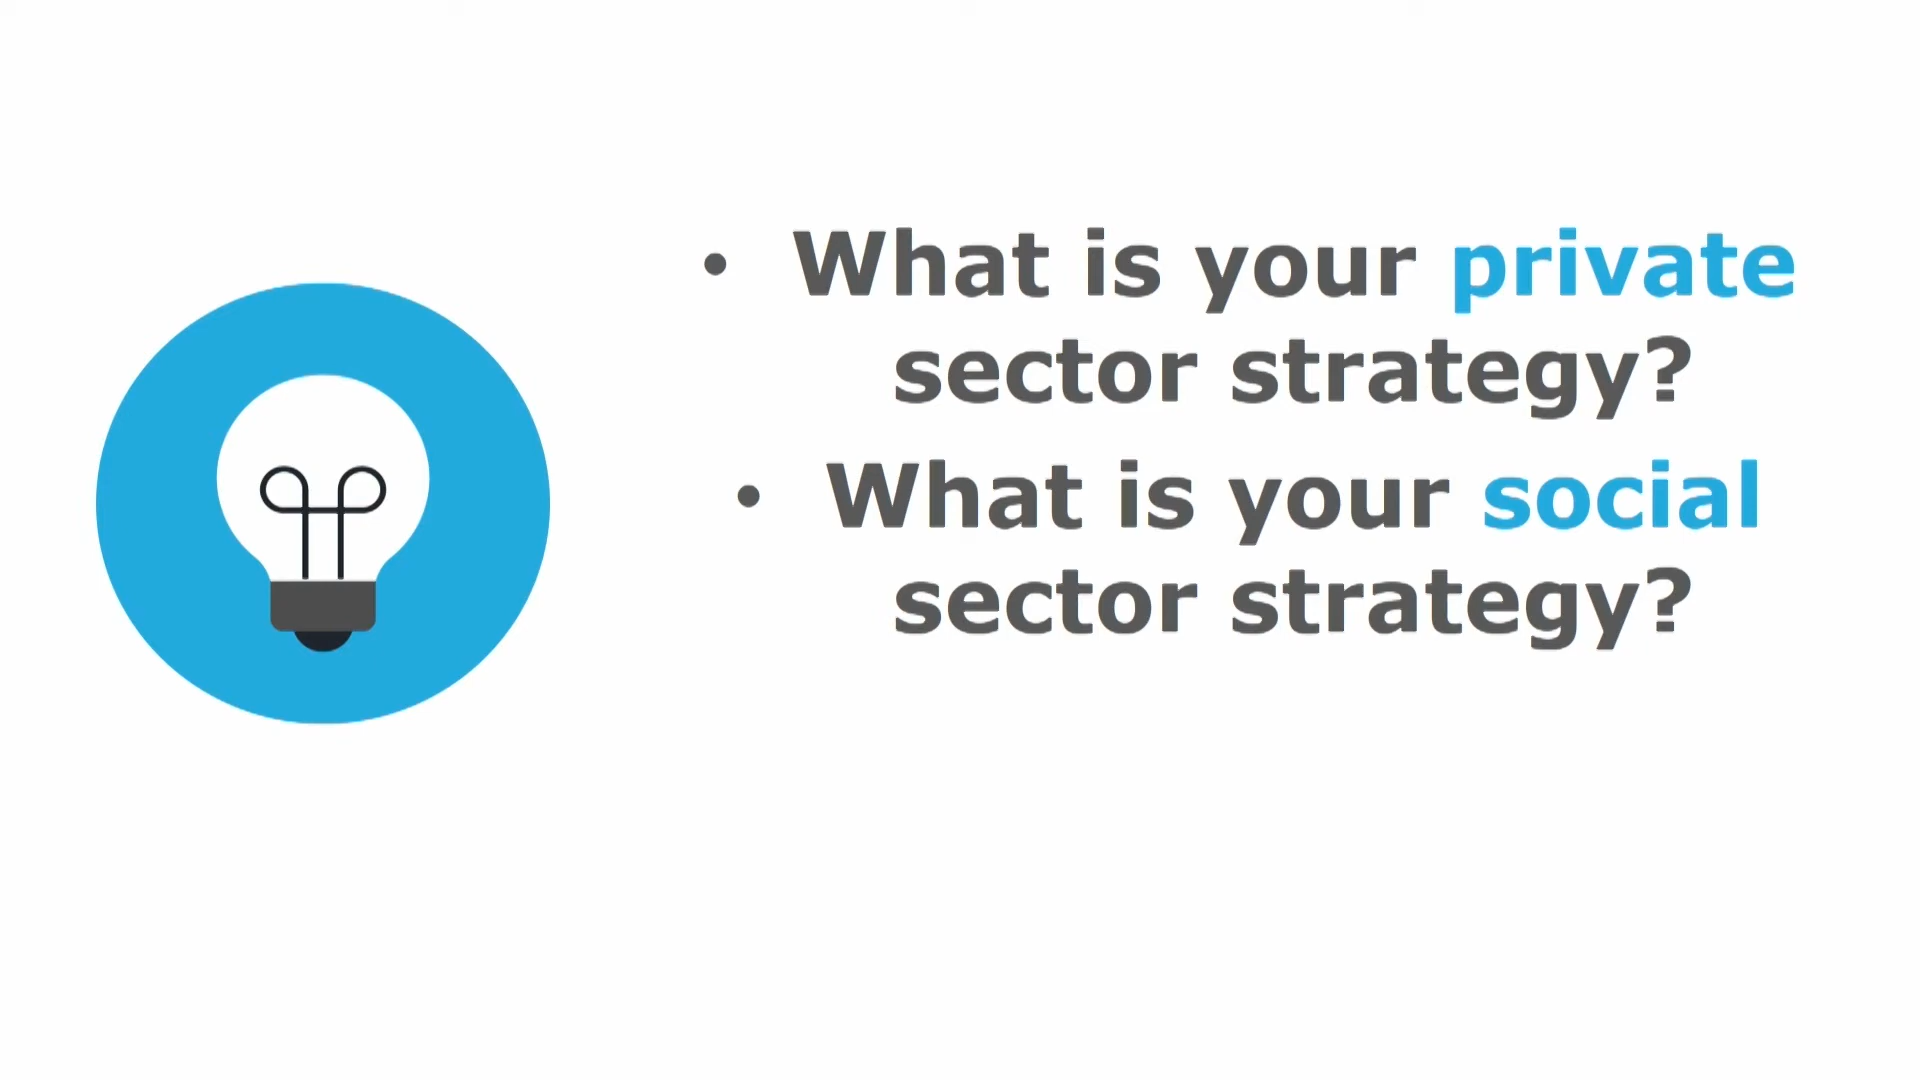 • What is your private
sector strategy?
• What is your social
sector strategy?